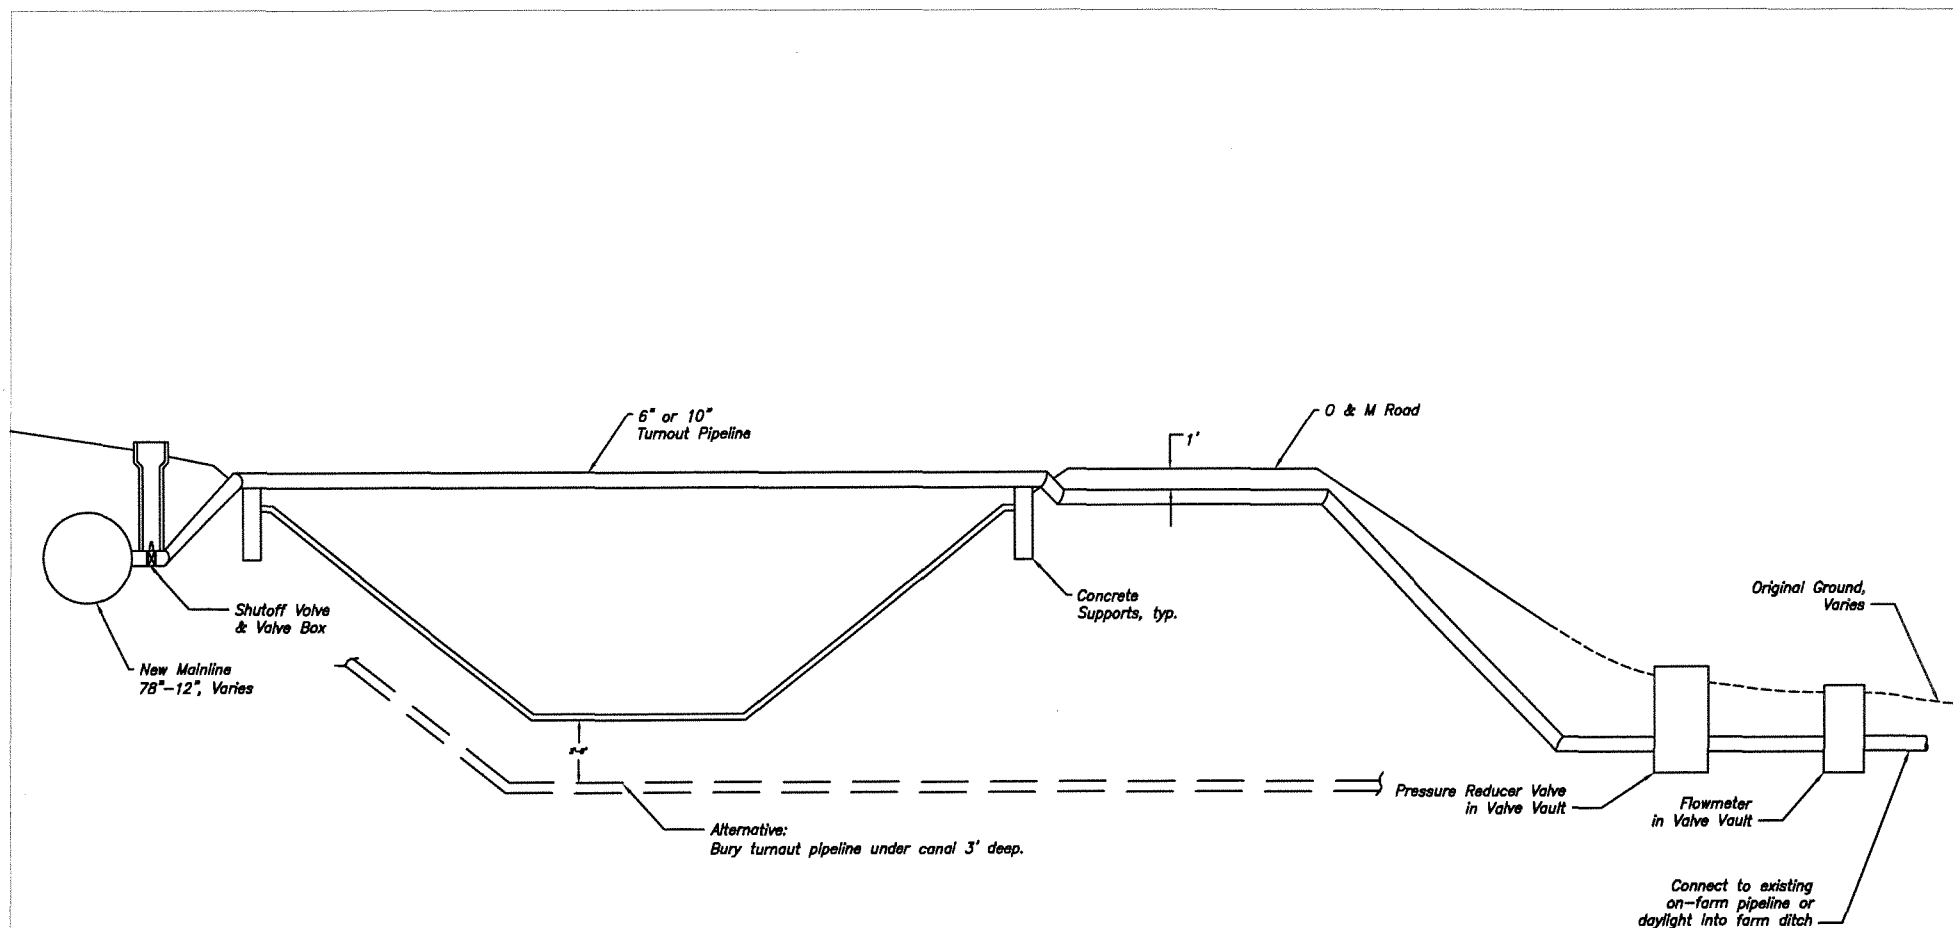 6" or 10"
Turnout Pipeline
O & M Road
1'
Original Ground,
Varies
Concrete
Supports, typ.
Shutoff Valve
& Valve Box
New Mainline
78"-12", Varies
Pressure Reducer Valve
in Valve Vault
Flowmeter
in Valve Vault
Alternative:
Bury turnout pipeline under canal 3' deep.
Connect to existing
on-farm pipeline or
daylight into farm ditch